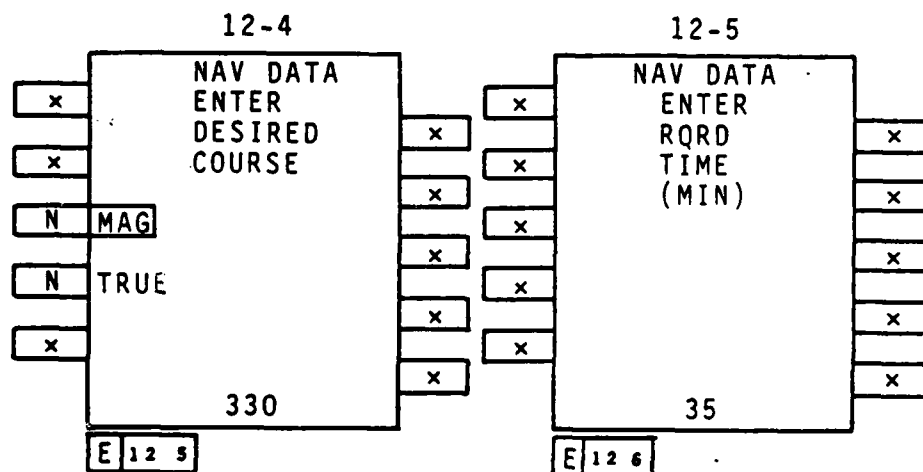 12-4
NAV DATA
x ENTER
DESIRED x
x COURSE
x
N MAG
x
N TRUE
x
x
x
330
E 12 5
12-5
NAV DATA
x ENTER
RQRD x
x TIME
(MIN) x
x
x
x
x
x
x
35
E 12 6